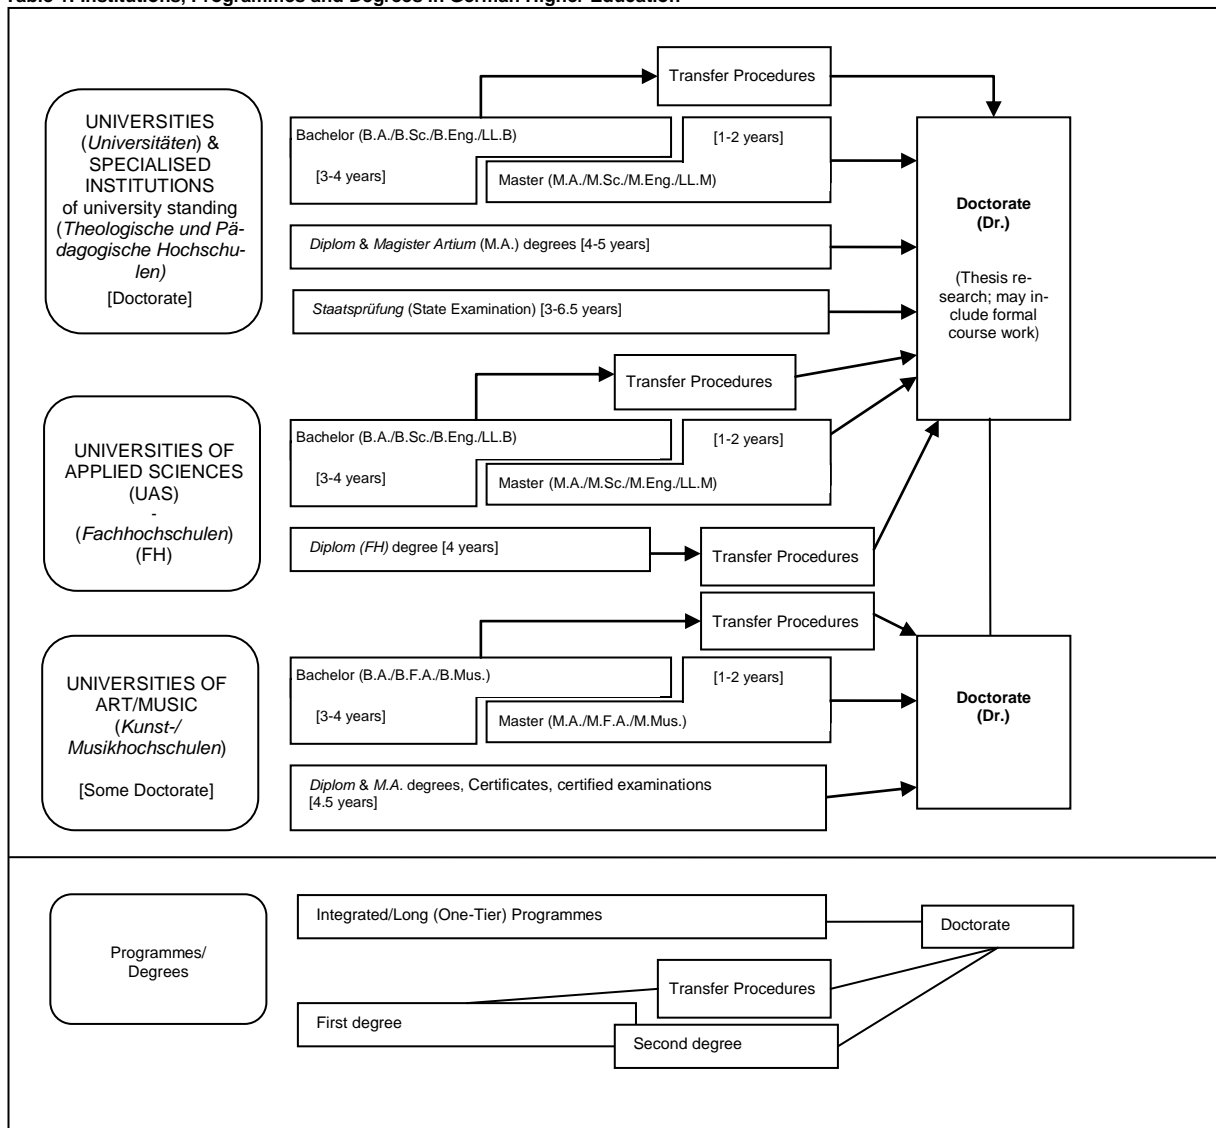 Table 1: Institutions, Programmes and Degrees in German Higher Education
Transfer Procedures
UNIVERSITIES
(Universitäten) &
SPECIALISED
INSTITUTIONS
of university standing
(Theologische und Pä-
dagogische Hochschu-
len)
[Doctorate]
Bachelor (B.A./B.Sc./B.Eng./LL.B)
[3-4 years]
[1-2 years]
Master (M.A./M.Sc./M.Eng./LL.M)
Diplom & Magister Artium (M.A.) degrees [4-5 years]
Staatsprüfung (State Examination) [3-6.5 years]
Doctorate
(Dr.)
(Thesis re-
search; may in-
clude formal
course work)
Transfer Procedures
UNIVERSITIES OF
APPLIED SCIENCES
(UAS)
-
(Fachhochschulen)
(FH)
Bachelor (B.A./B.Sc./B.Eng./LL.B)
[3-4 years]
[1-2 years]
Master (M.A./M.Sc./M.Eng./LL.M)
Diplom (FH) degree [4 years]
Transfer Procedures
Transfer Procedures
UNIVERSITIES OF
ART/MUSIC
(Kunst-/
Musikhochschulen)
[Some Doctorate]
Bachelor (B.A./B.F.A./B.Mus.)
[3-4 years]
[1-2 years]
Master (M.A./M.F.A./M.Mus.)
Diplom & M.A. degrees, Certificates, certified examinations
[4.5 years]
Doctorate
(Dr.)
Programmes/
Degrees
Integrated/Long (One-Tier) Programmes
Doctorate
Transfer Procedures
First degree
Second degree